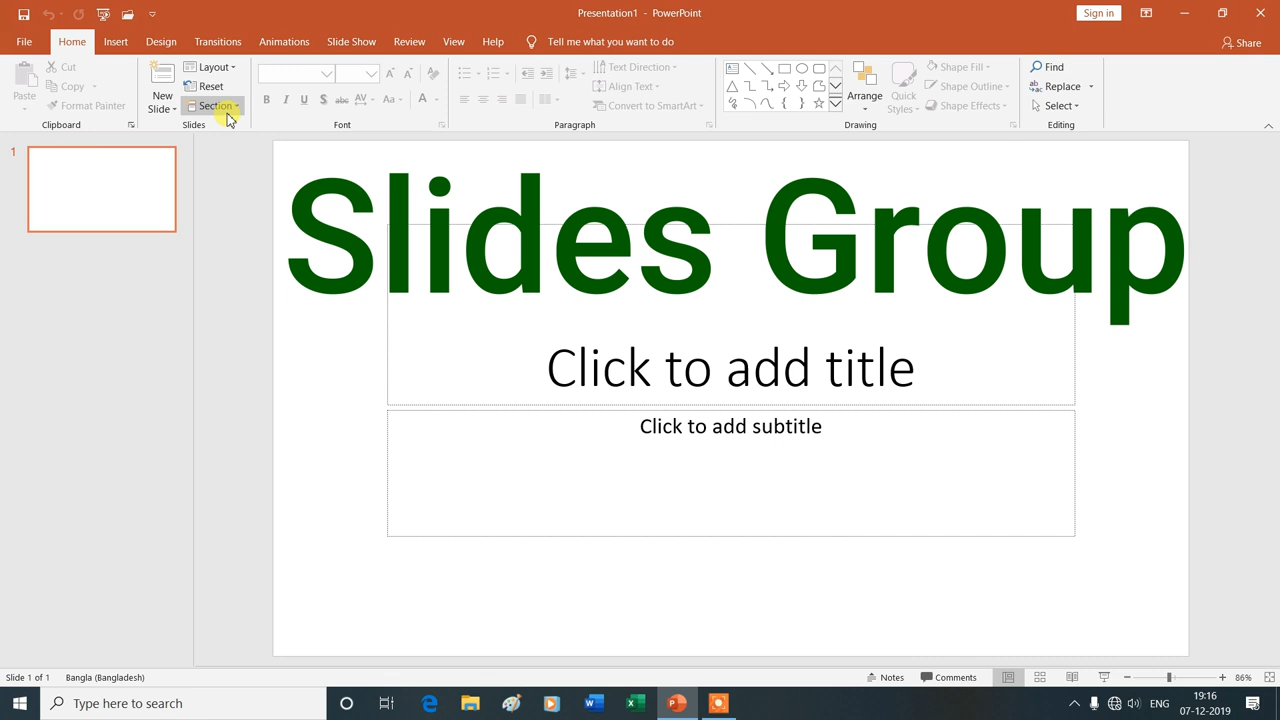 Presentation1 - PowerPoint
Sign in
File Home Insert Design Transitions Animations Slide Show Review View Help Tell me what you want to do
Share
Paste
Cut
Copy
Format Painter
Clipboard
New Slide
Layout
Reset
Section
Slides
Font
Text Direction
Align Text
Convert to SmartArt
Paragraph
Arrange
Quick Styles
Shape Fill
Shape Outline
Shape Effects
Drawing
Find
Replace
Select
Editing
1
Slides Group
Click to add title
Click to add subtitle
Slide 1 of 1 Bangla (Bangladesh) Notes Comments 86%
Type here to search
ENG
19:16
07-12-2019